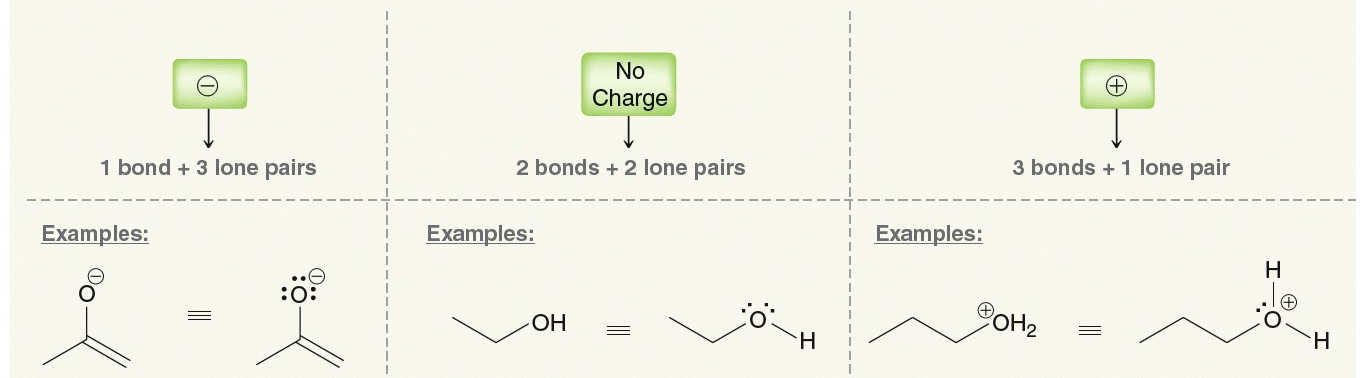 ⊖
No
Charge
⊕
1 bond + 3 lone pairs
2 bonds + 2 lone pairs
3 bonds + 1 lone pair
Examples:
Examples:
Examples:
O⊖ ≡ :Ö:⊖
OH ≡ Ö H
⊕ OH₂ ≡ H O⊕ H